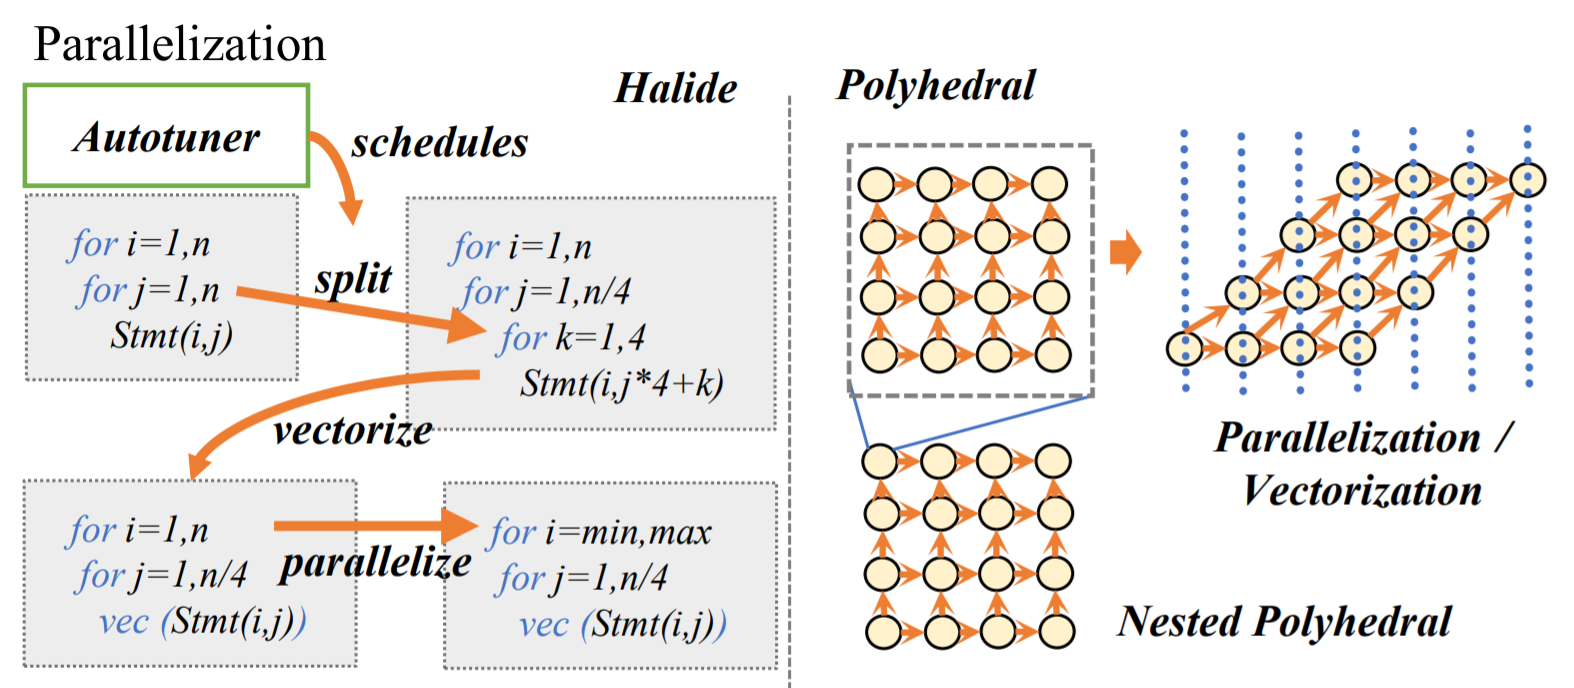 Parallelization
Autotuner
schedules
Halide
for i=1,n
for j=1,n
Stmt(i,j)
split
for i=1,n
for j=1,n/4
for k=1,4
Stmt(i,j*4+k)
vectorize
for i=1,n
for j=1,n/4
vec (Stmt(i,j))
parallelize
for i=min,max
for j=1,n/4
vec (Stmt(i,j))
Polyhedral
Parallelization /
Vectorization
Nested Polyhedral